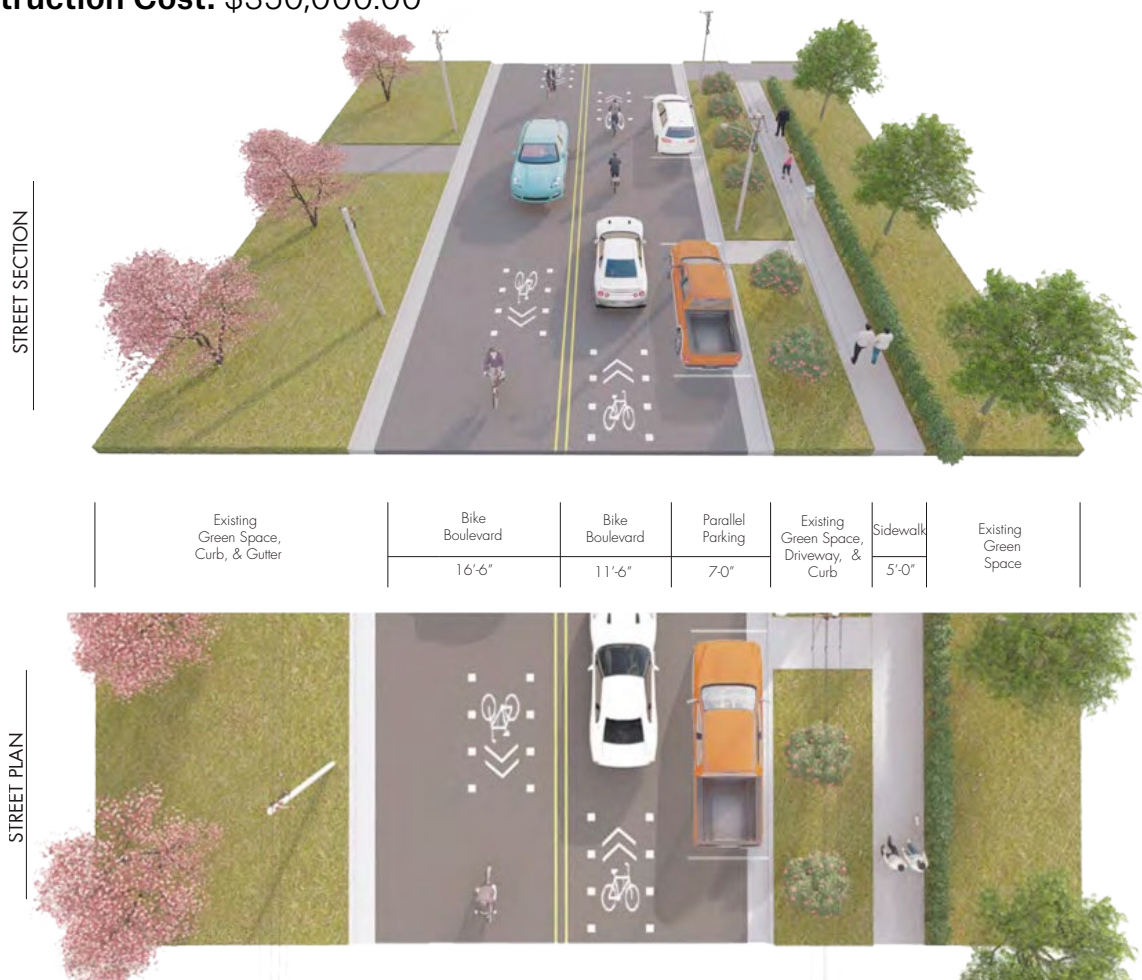 truction Cost: $350,000.00
STREET SECTION
Existing
Green Space,
Curb, & Gutter
Bike
Boulevard
16'-6"
Bike
Boulevard
11'-6"
Parallel
Parking
7'-0"
Existing
Green Space,
Driveway, &
Curb
Sidewalk
5'-0"
Existing
Green
Space
STREET PLAN